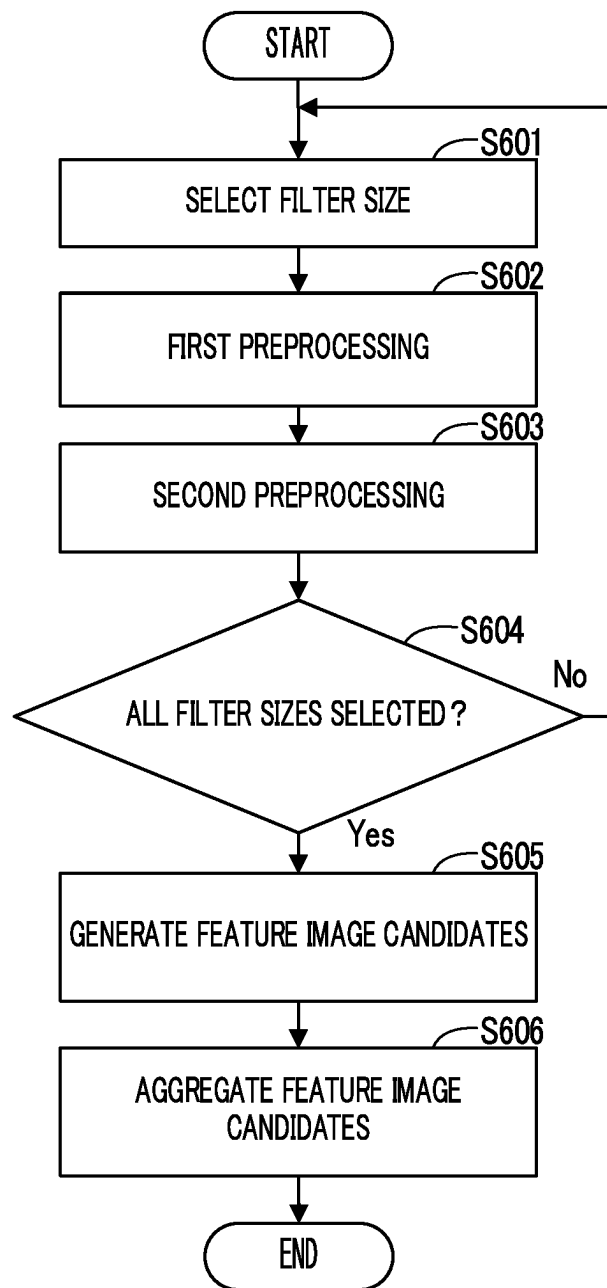 START
S601
SELECT FILTER SIZE
S602
FIRST PREPROCESSING
S603
SECOND PREPROCESSING
S604
ALL FILTER SIZES SELECTED?
No
Yes
S605
GENERATE FEATURE IMAGE CANDIDATES
S606
AGGREGATE FEATURE IMAGE
CANDIDATES
END